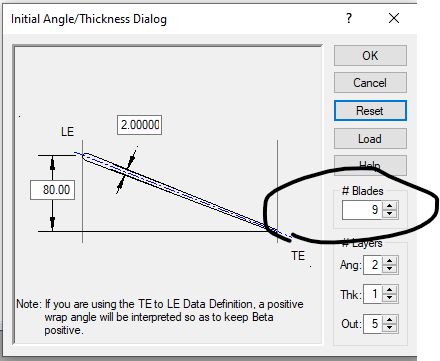 Initial Angle/Thickness Dialog ? ×
OK
Cancel
Reset
Load
Help
LE
2.00000
80.00
TE
# Blades
9
# Layers
Ang: 2
Thk: 1
Out: 5
Note: If you are using the TE to LE Data Definition, a positive
wrap angle will be interpreted so as to keep Beta
positive.